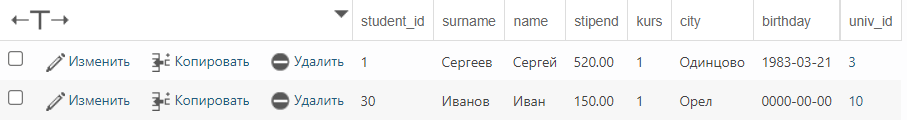 ←T→ student_id surname name stipend kurs city birthday univ_id
Изменить Копировать Удалить 1 Сергеев Сергей 520.00 1 Одинцово 1983-03-21 3
Изменить Копировать Удалить 30 Иванов Иван 150.00 1 Орел 0000-00-00 10